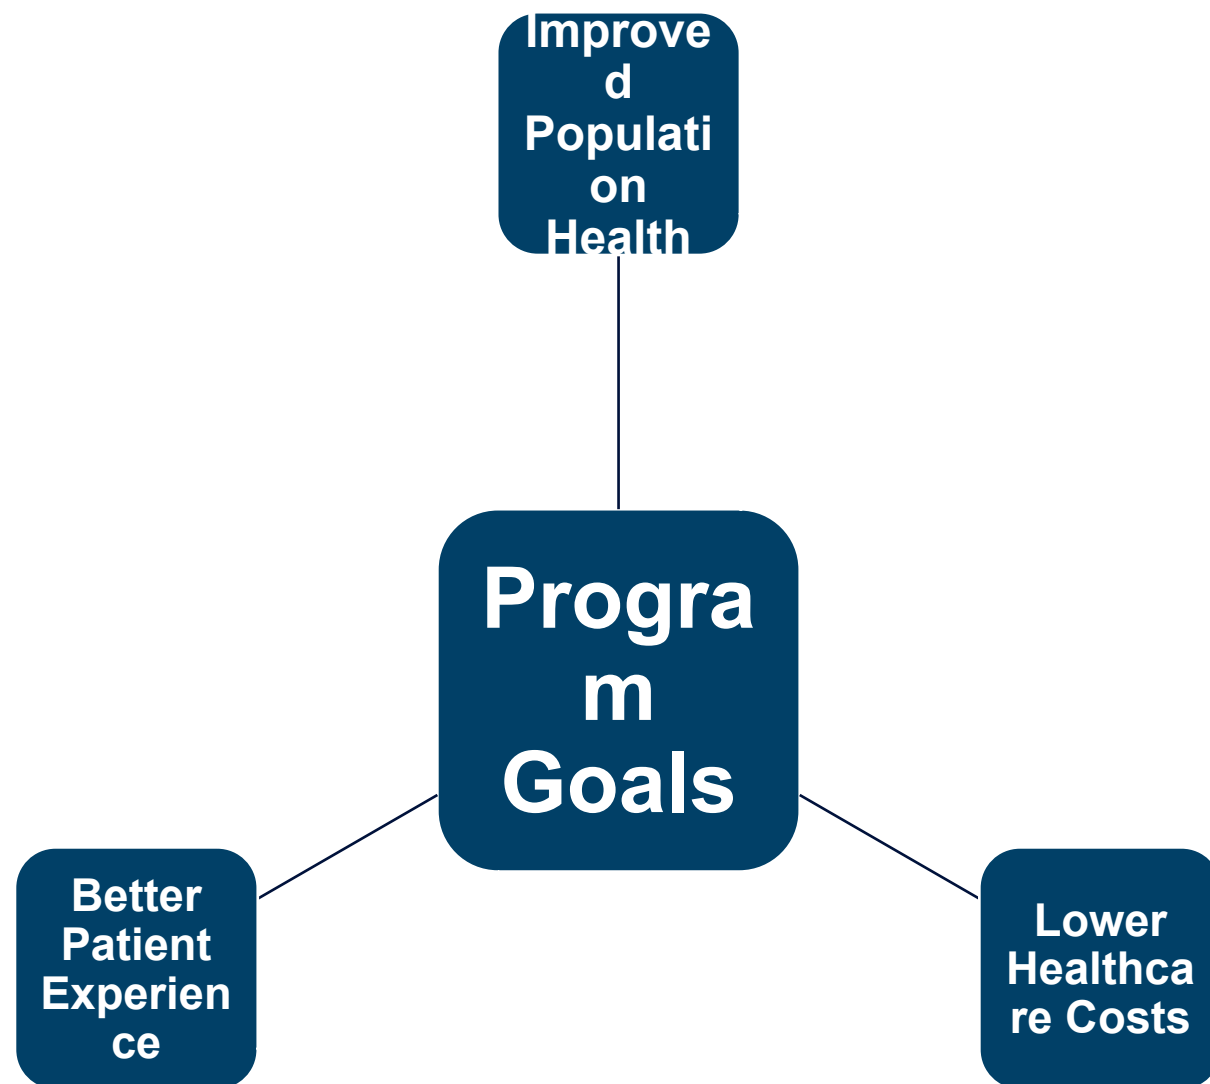 Improve
d
Populati
on
Health
Progra
m
Goals
Better
Patient
Experien
ce
Lower
Healthca
re Costs